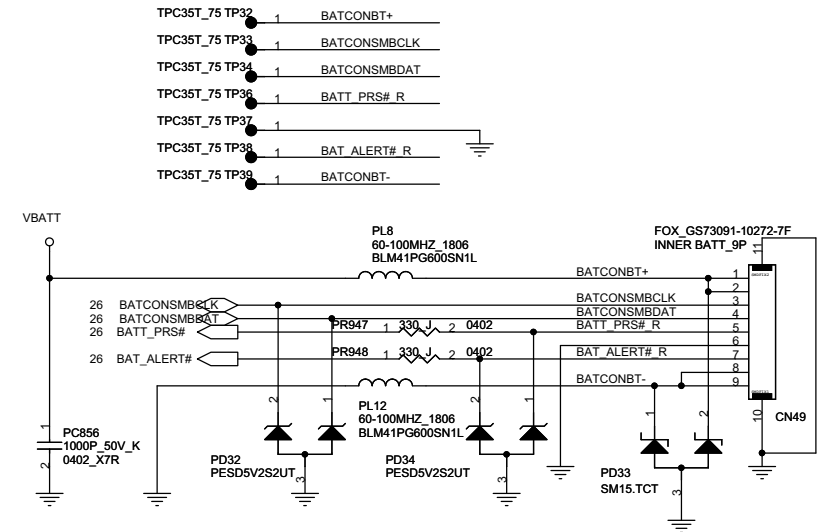 TPC35T_75 TP32 1 BATCONBT+
TPC35T_75 TP33 1 BATCONSMBCLK
TPC35T_75 TP34 1 BATCONSMBDAT
TPC35T_75 TP36 1 BATT_PRS#_R
TPC35T_75 TP37 1
TPC35T_75 TP38 1 BAT_ALERT#_R
TPC35T_75 TP39 1 BATCONBT-
VBATT
PL8
60-100MHZ_1806
BLM41PG600SN1L
FOX_GS73091-10272-7F
INNER BATT_9P
11
BATCONBT+ 1
2
26 BATCONSMBCLK BATCONSMBCLK 3
26 BATCONSMBDAT BATCONSMBDAT 4
26 BATT_PRS# PR947 1 330_J 2 0402 BATT_PRS#_R 5
6
26 BAT_ALERT# PR948 1 330_J 2 0402 BAT_ALERT#_R 7
8
BATCONBT- 9
10
CN49
PL12
60-100MHZ_1806
BLM41PG600SN1L
1
PC856
1000P_50V_K
0402_X7R
2
2 1
PD32
PESD5V2S2UT
3
2 1
PD34
PESD5V2S2UT
3
1 2
PD33
SM15.TCT
3